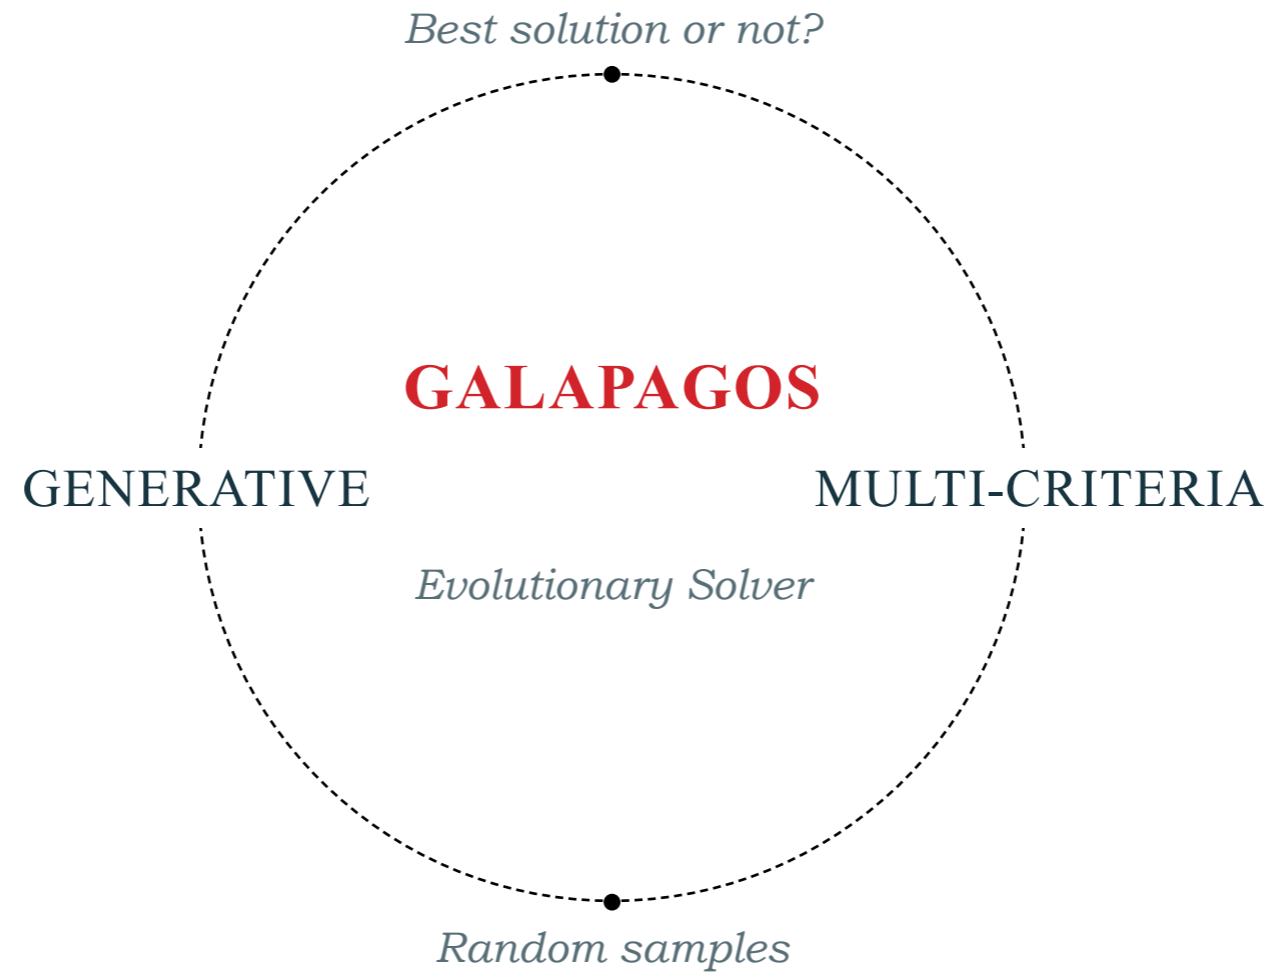 Best solution or not?
GALAPAGOS
GENERATIVE
MULTI-CRITERIA
Evolutionary Solver
Random samples